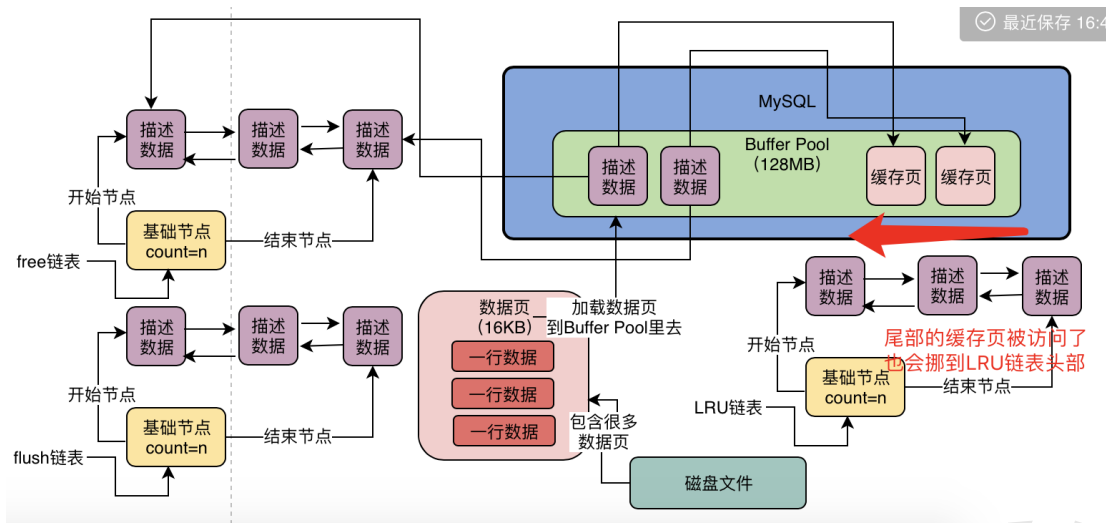 最近保存 16:4
MySQL
Buffer Pool
(128MB)
描述
数据
描述
数据
缓存页
缓存页
描述
数据
描述
数据
描述
数据
开始节点
基础节点
count=n
结束节点
free链表
描述
数据
描述
数据
描述
数据
开始节点
基础节点
count=n
结束节点
flush链表
数据页
(16KB)
加载数据页
到Buffer Pool里去
一行数据
一行数据
一行数据
包含很多
数据页
磁盘文件
描述
数据
描述
数据
描述
数据
尾部的缓存页被访问了
也会挪到LRU链表头部
开始节点
基础节点
count=n
结束节点
LRU链表